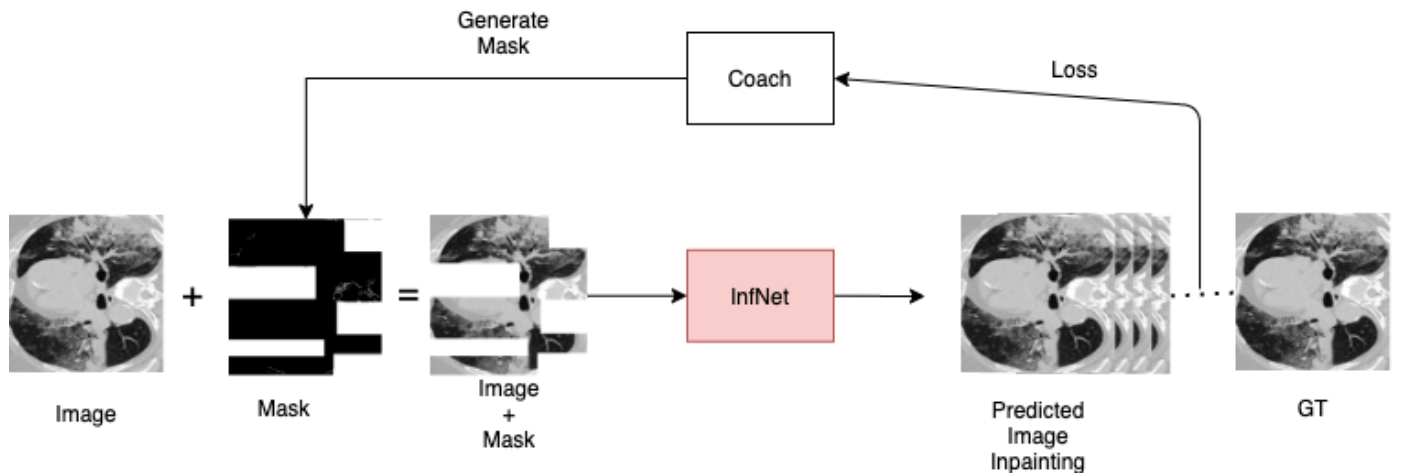 Generate
Mask
Coach
Loss
+
=
InfNet
Image
Mask
Image
+
Mask
Predicted
Image
Inpainting
GT